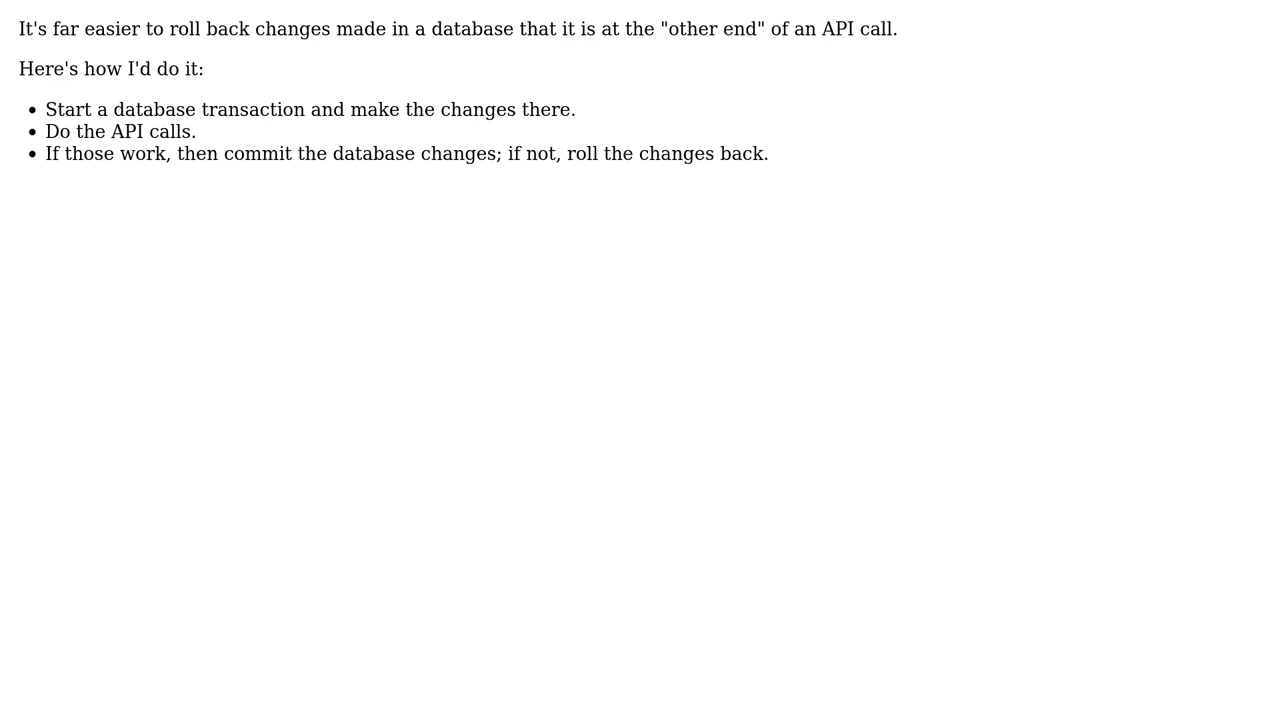 It's far easier to roll back changes made in a database that it is at the "other end" of an API call.
Here's how I'd do it:
• Start a database transaction and make the changes there.
• Do the API calls.
• If those work, then commit the database changes; if not, roll the changes back.